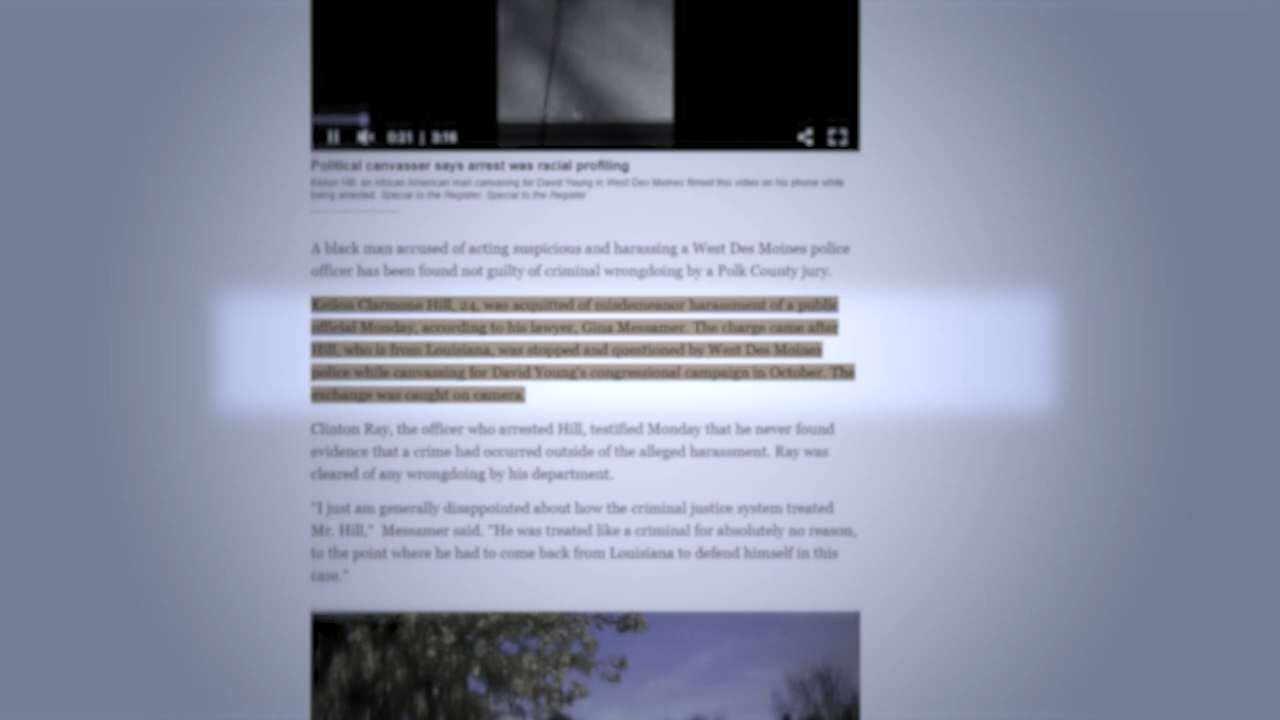 0:21 | 3:16
Political canvasser says arrest was racial profiling
Keilon Hill, an African American man canvasing for David Young in West Des Moines filmed this video on his phone while
being arrested. Special to the Register, Special to the Register
A black man accused of acting suspicious and harassing a West Des Moines police
officer has been found not guilty of criminal wrongdoing by a Polk County jury.
Keilon Clarmone Hill, 24, was acquitted of misdemeanor harassment of a public
official Monday, according to his lawyer, Gina Messamer. The charge came after
Hill, who is from Louisiana, was stopped and questioned by West Des Moines
police while canvassing for David Young's congressional campaign in October. The
exchange was caught on camera.
Clinton Ray, the officer who arrested Hill, testified Monday that he never found
evidence that a crime had occurred outside of the alleged harassment. Ray was
cleared of any wrongdoing by his department.
"I just am generally disappointed about how the criminal justice system treated
Mr. Hill,"  Messamer said. "He was treated like a criminal for absolutely no reason,
to the point where he had to come back from Louisiana to defend himself in this
case."